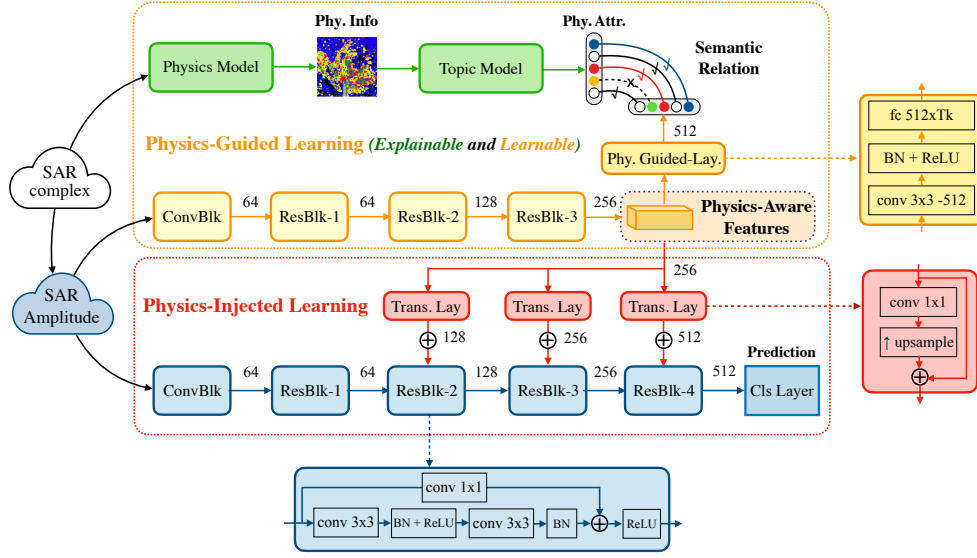 Phy. Info
Phy. Attr.
Physics Model
Topic Model
Semantic
Relation
512
fc 512xTk
BN + ReLU
conv 3x3 -512
Physics-Guided Learning (Explainable and Learnable)
Phy. Guided-Lay.
SAR
complex
ConvBlk
64
ResBlk-1
64
ResBlk-2
128
ResBlk-3
256
Physics-Aware
Features
256
SAR
Amplitude
Physics-Injected Learning
Trans. Lay
Trans. Lay
Trans. Lay
conv 1x1
↑ upsample
128
256
512
Prediction
ConvBlk
64
ResBlk-1
64
ResBlk-2
128
ResBlk-3
256
ResBlk-4
512
Cls Layer
conv 1x1
conv 3x3
BN + ReLU
conv 3x3
BN
ReLU